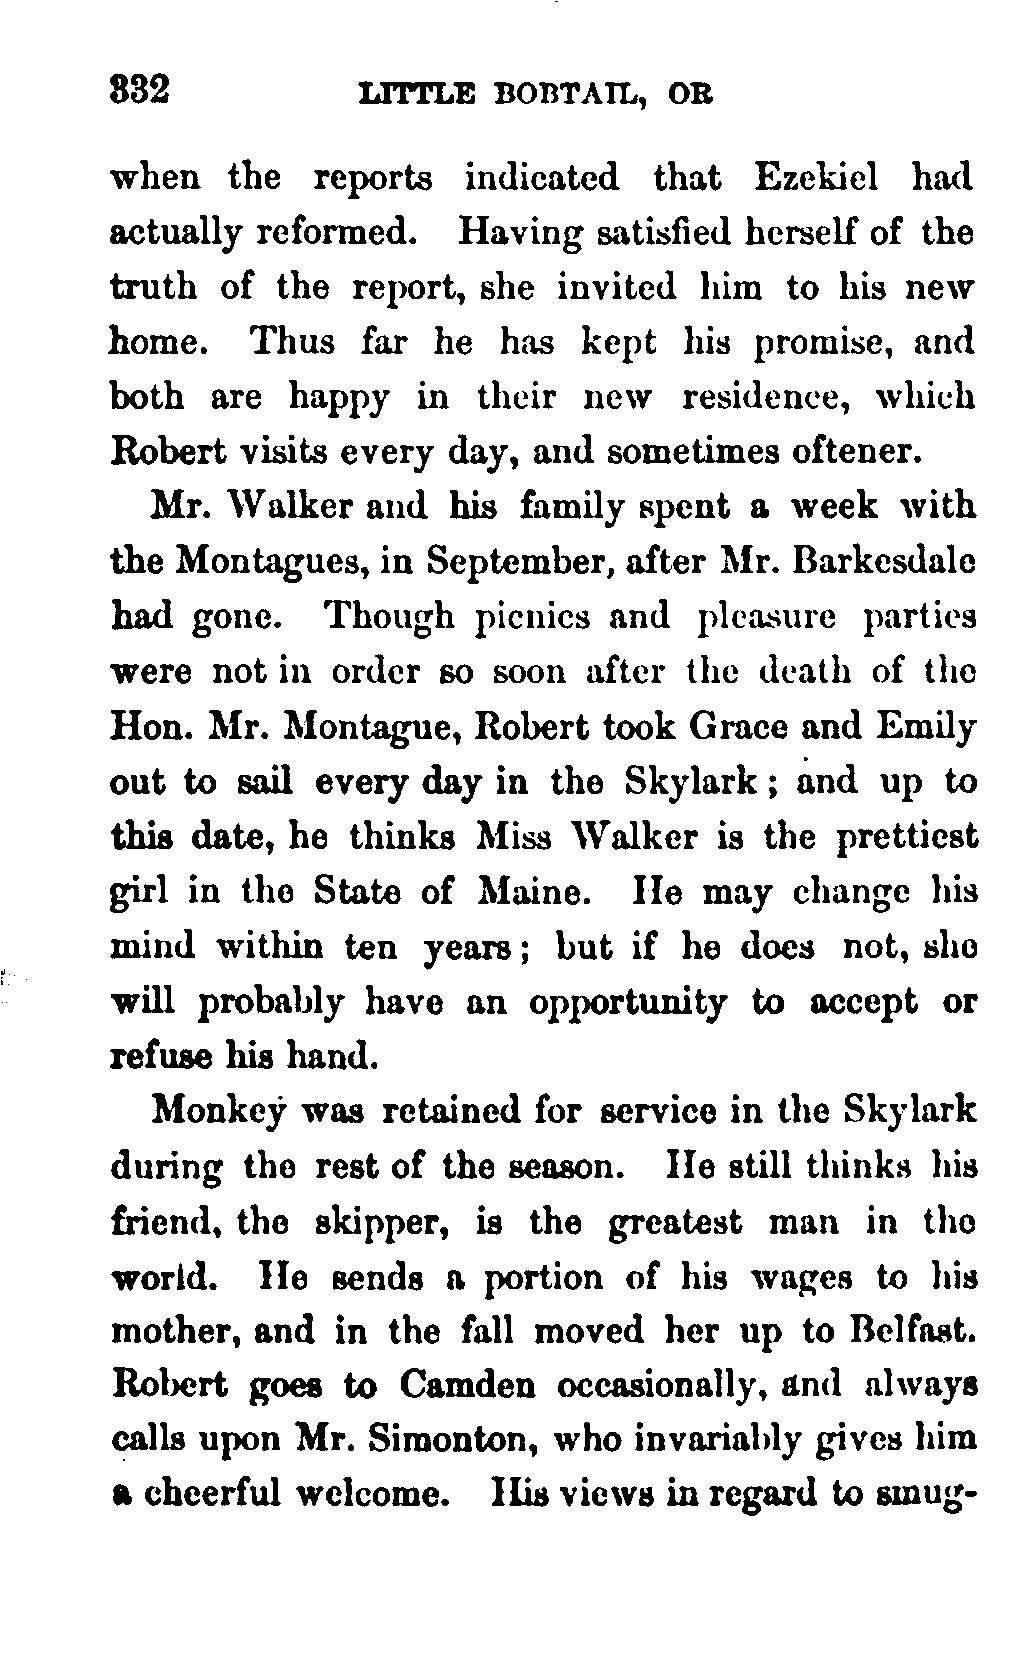 332 LITTLE BOBTAIL, OR
when the reports indicated that Ezekiel had
actually reformed. Having satisfied herself of the
truth of the report, she invited him to his new
home. Thus far he has kept his promise, and
both are happy in their new residence, which
Robert visits every day, and sometimes oftener.
Mr. Walker and his family spent a week with
the Montagues, in September, after Mr. Barkesdale
had gone. Though picnics and pleasure parties
were not in order so soon after the death of the
Hon. Mr. Montague, Robert took Grace and Emily
out to sail every day in the Skylark; and up to
this date, he thinks Miss Walker is the prettiest
girl in the State of Maine. He may change his
mind within ten years; but if he does not, she
will probably have an opportunity to accept or
refuse his hand.
Monkey was retained for service in the Skylark
during the rest of the season. He still thinks his
friend, the skipper, is the greatest man in the
world. He sends a portion of his wages to his
mother, and in the fall moved her up to Belfast.
Robert goes to Camden occasionally, and always
calls upon Mr. Simonton, who invariably gives him
a cheerful welcome. His views in regard to smug-